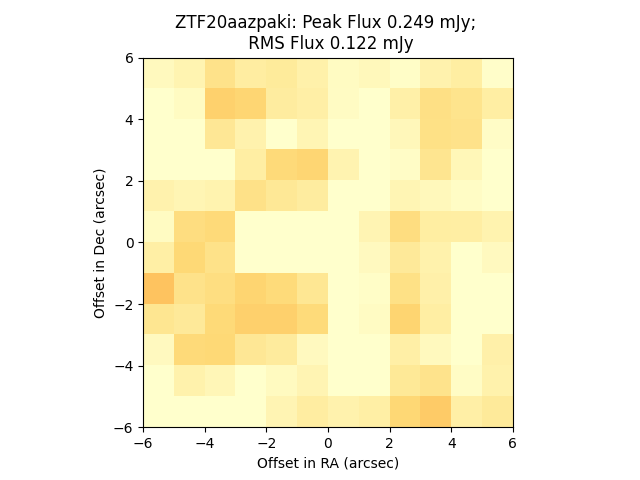 ZTF20aazpaki: Peak Flux 0.249 mJy;
RMS Flux 0.122 mJy
6
4
2
0
−2
−4
−6
Offset in Dec (arcsec)
−6 −4 −2 0 2 4 6
Offset in RA (arcsec)